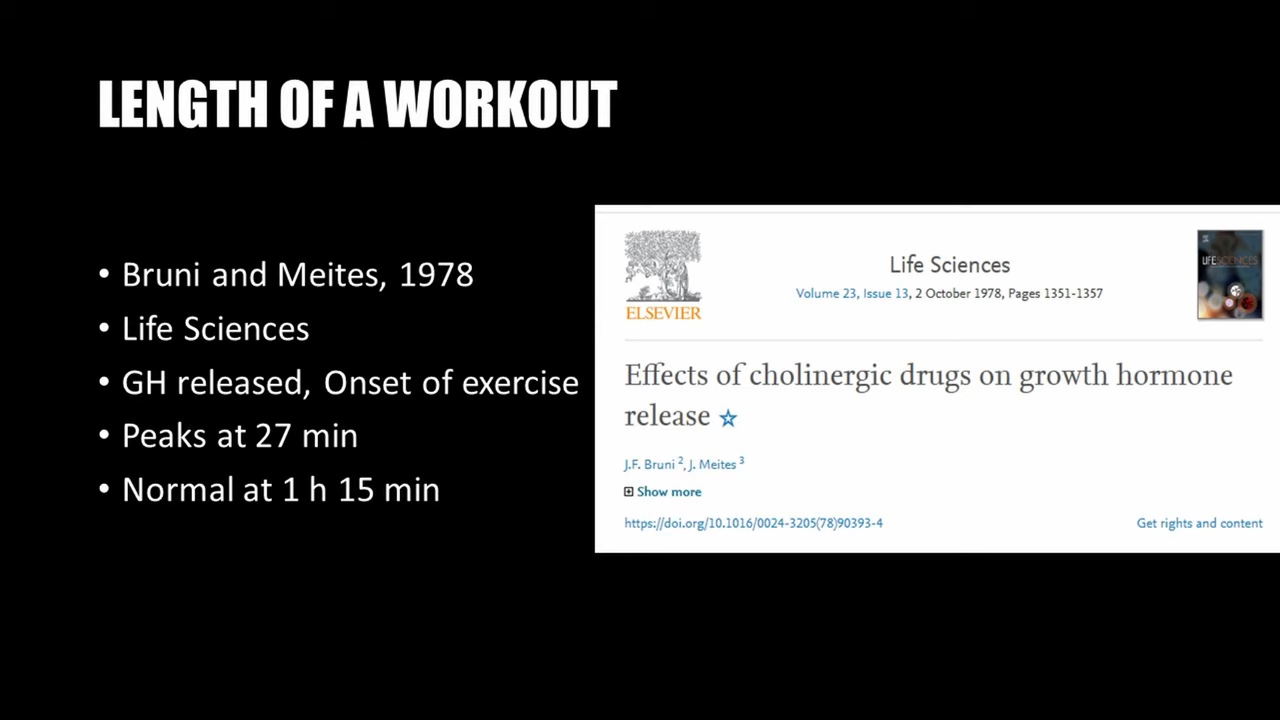 LENGTH OF A WORKOUT
• Bruni and Meites, 1978
• Life Sciences
• GH released, Onset of exercise
• Peaks at 27 min
• Normal at 1 h 15 min
ELSEVIER
Life Sciences
Volume 23, Issue 13, 2 October 1978, Pages 1351-1357
LIFE SCIENCES
Effects of cholinergic drugs on growth hormone
release ☆
J.F. Bruni 2, J. Meites 3
Show more
https://doi.org/10.1016/0024-3205(78)90393-4
Get rights and content